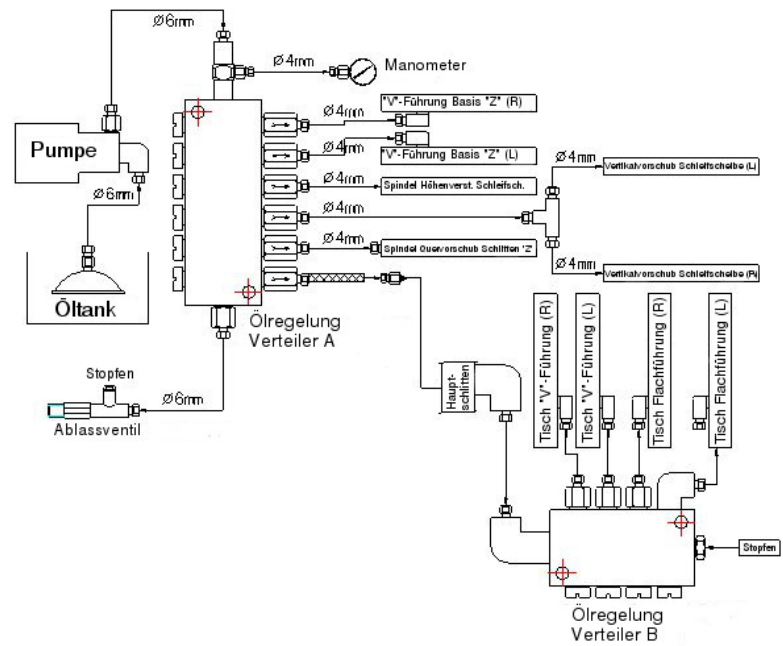 Ø6mm
Ø4mm
Manometer
Pumpe
Ø6mm
Öltank
Ø4mm
"V"-Führung Basis "Z" (R)
Ø4mm
"V"-Führung Basis "Z" (L)
Ø4mm
Spindel Höhenverst. Schleifsch.
Ø4mm
Ø4mm
Spindel Quervorschub Schlitten "Z"
Ø4mm
Vertikalvorschub Schleifscheibe (L)
Ø4mm
Vertikalvorschub Schleifscheibe (R)
Ölregelung
Verteiler A
Stopfen
Ø6mm
Ablassventil
Haupt-
schlitten
Tisch "V"-Führung (R)
Tisch "V"-Führung (L)
Tisch Flachführung (R)
Tisch Flachführung (L)
Stopfen
Ölregelung
Verteiler B